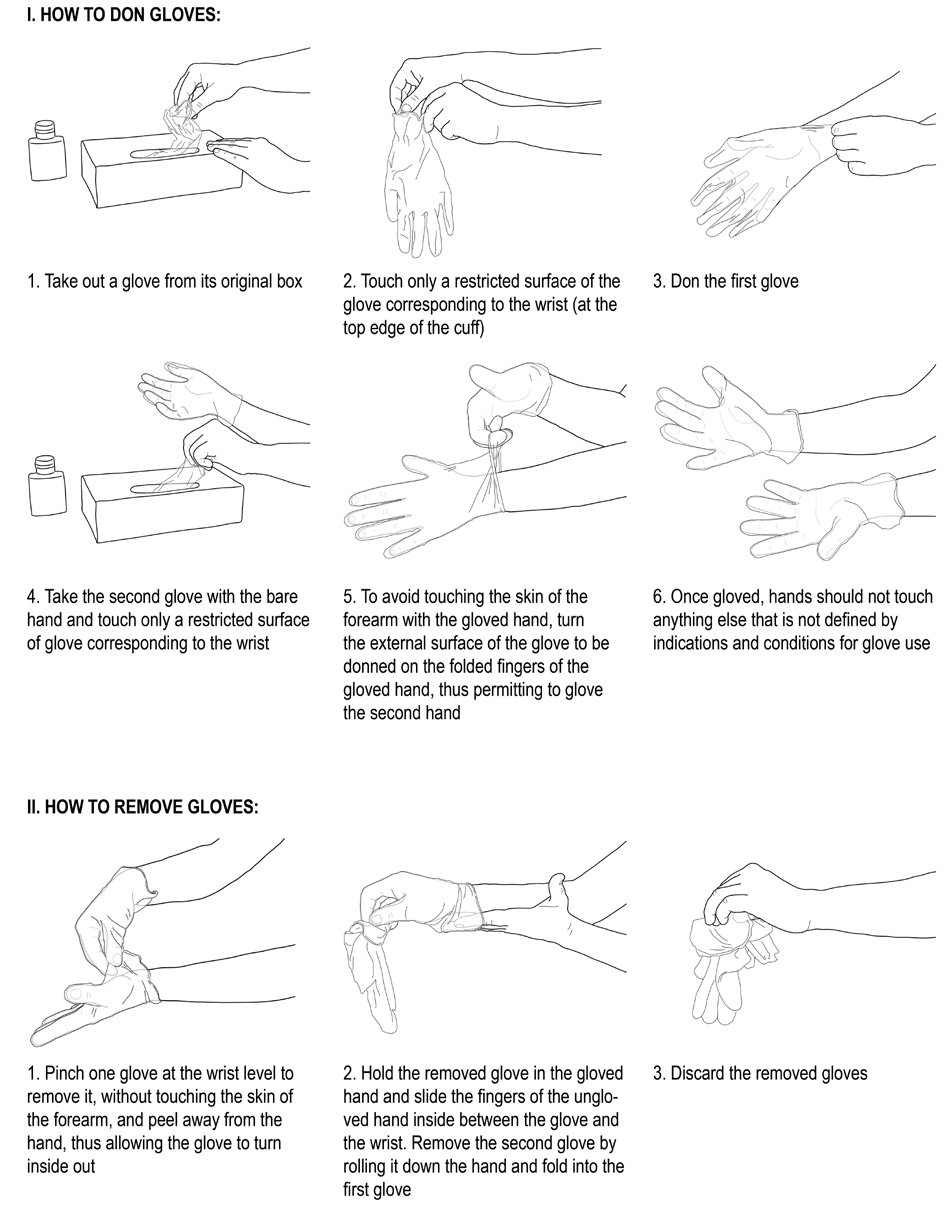 I. HOW TO DON GLOVES:
1. Take out a glove from its original box
2. Touch only a restricted surface of the
glove corresponding to the wrist (at the
top edge of the cuff)
3. Don the first glove
4. Take the second glove with the bare
hand and touch only a restricted surface
of glove corresponding to the wrist
5. To avoid touching the skin of the
forearm with the gloved hand, turn
the external surface of the glove to be
donned on the folded fingers of the
gloved hand, thus permitting to glove
the second hand
6. Once gloved, hands should not touch
anything else that is not defined by
indications and conditions for glove use
II. HOW TO REMOVE GLOVES:
1. Pinch one glove at the wrist level to
remove it, without touching the skin of
the forearm, and peel away from the
hand, thus allowing the glove to turn
inside out
2. Hold the removed glove in the gloved
hand and slide the fingers of the unglo-
ved hand inside between the glove and
the wrist. Remove the second glove by
rolling it down the hand and fold into the
first glove
3. Discard the removed gloves